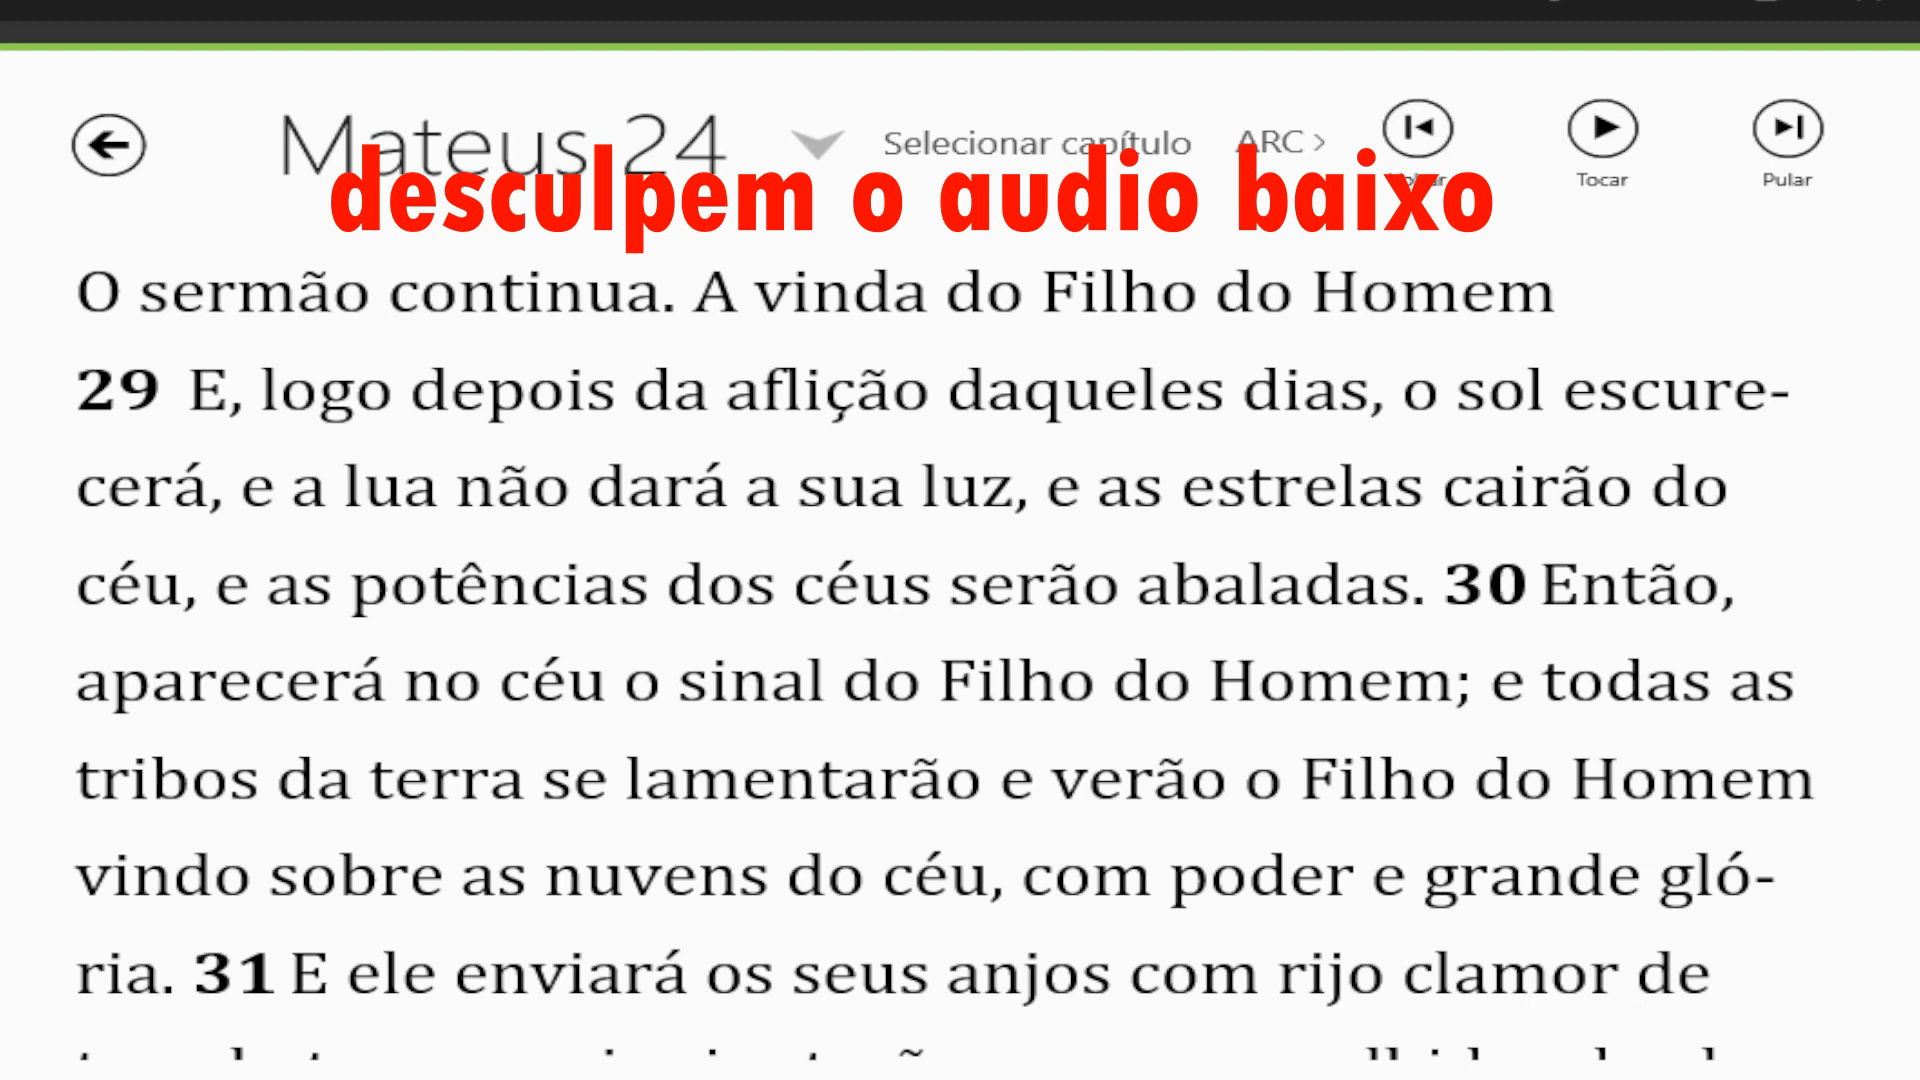 Mateus 24
Selecionar capítulo
ARC >
Tocar
Pular
desculpem o audio baixo
O sermão continua. A vinda do Filho do Homem
29 E, logo depois da aflição daqueles dias, o sol escure-
cerá, e a lua não dará a sua luz, e as estrelas cairão do
céu, e as potências dos céus serão abaladas. 30 Então,
aparecerá no céu o sinal do Filho do Homem; e todas as
tribos da terra se lamentarão e verão o Filho do Homem
vindo sobre as nuvens do céu, com poder e grande gló-
ria. 31 E ele enviará os seus anjos com rijo clamor de